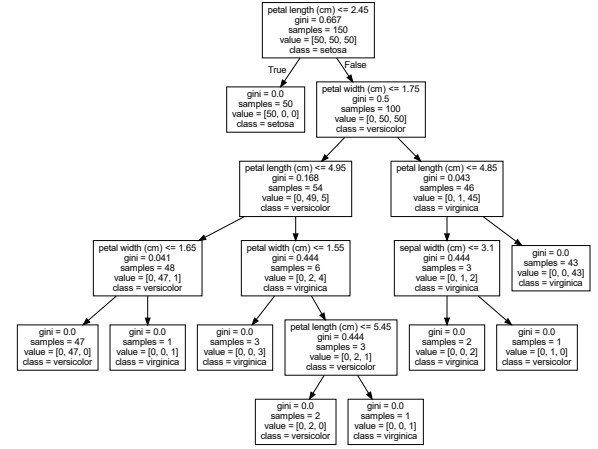 petal length (cm) <= 2.45
gini = 0.667
samples = 150
value = [50, 50, 50]
class = setosa
True
False
gini = 0.0
samples = 50
value = [50, 0, 0]
class = setosa
petal width (cm) <= 1.75
gini = 0.5
samples = 100
value = [0, 50, 50]
class = versicolor
petal length (cm) <= 4.95
gini = 0.168
samples = 54
value = [0, 49, 5]
class = versicolor
petal length (cm) <= 4.85
gini = 0.043
samples = 46
value = [0, 1, 45]
class = virginica
petal width (cm) <= 1.65
gini = 0.041
samples = 48
value = [0, 47, 1]
class = versicolor
petal width (cm) <= 1.55
gini = 0.444
samples = 6
value = [0, 2, 4]
class = virginica
sepal width (cm) <= 3.1
gini = 0.444
samples = 3
value = [0, 1, 2]
class = virginica
gini = 0.0
samples = 43
value = [0, 0, 43]
class = virginica
gini = 0.0
samples = 47
value = [0, 47, 0]
class = versicolor
gini = 0.0
samples = 1
value = [0, 0, 1]
class = virginica
gini = 0.0
samples = 3
value = [0, 0, 3]
class = virginica
petal length (cm) <= 5.45
gini = 0.444
samples = 3
value = [0, 2, 1]
class = versicolor
gini = 0.0
samples = 2
value = [0, 0, 2]
class = virginica
gini = 0.0
samples = 1
value = [0, 1, 0]
class = versicolor
gini = 0.0
samples = 2
value = [0, 2, 0]
class = versicolor
gini = 0.0
samples = 1
value = [0, 0, 1]
class = virginica